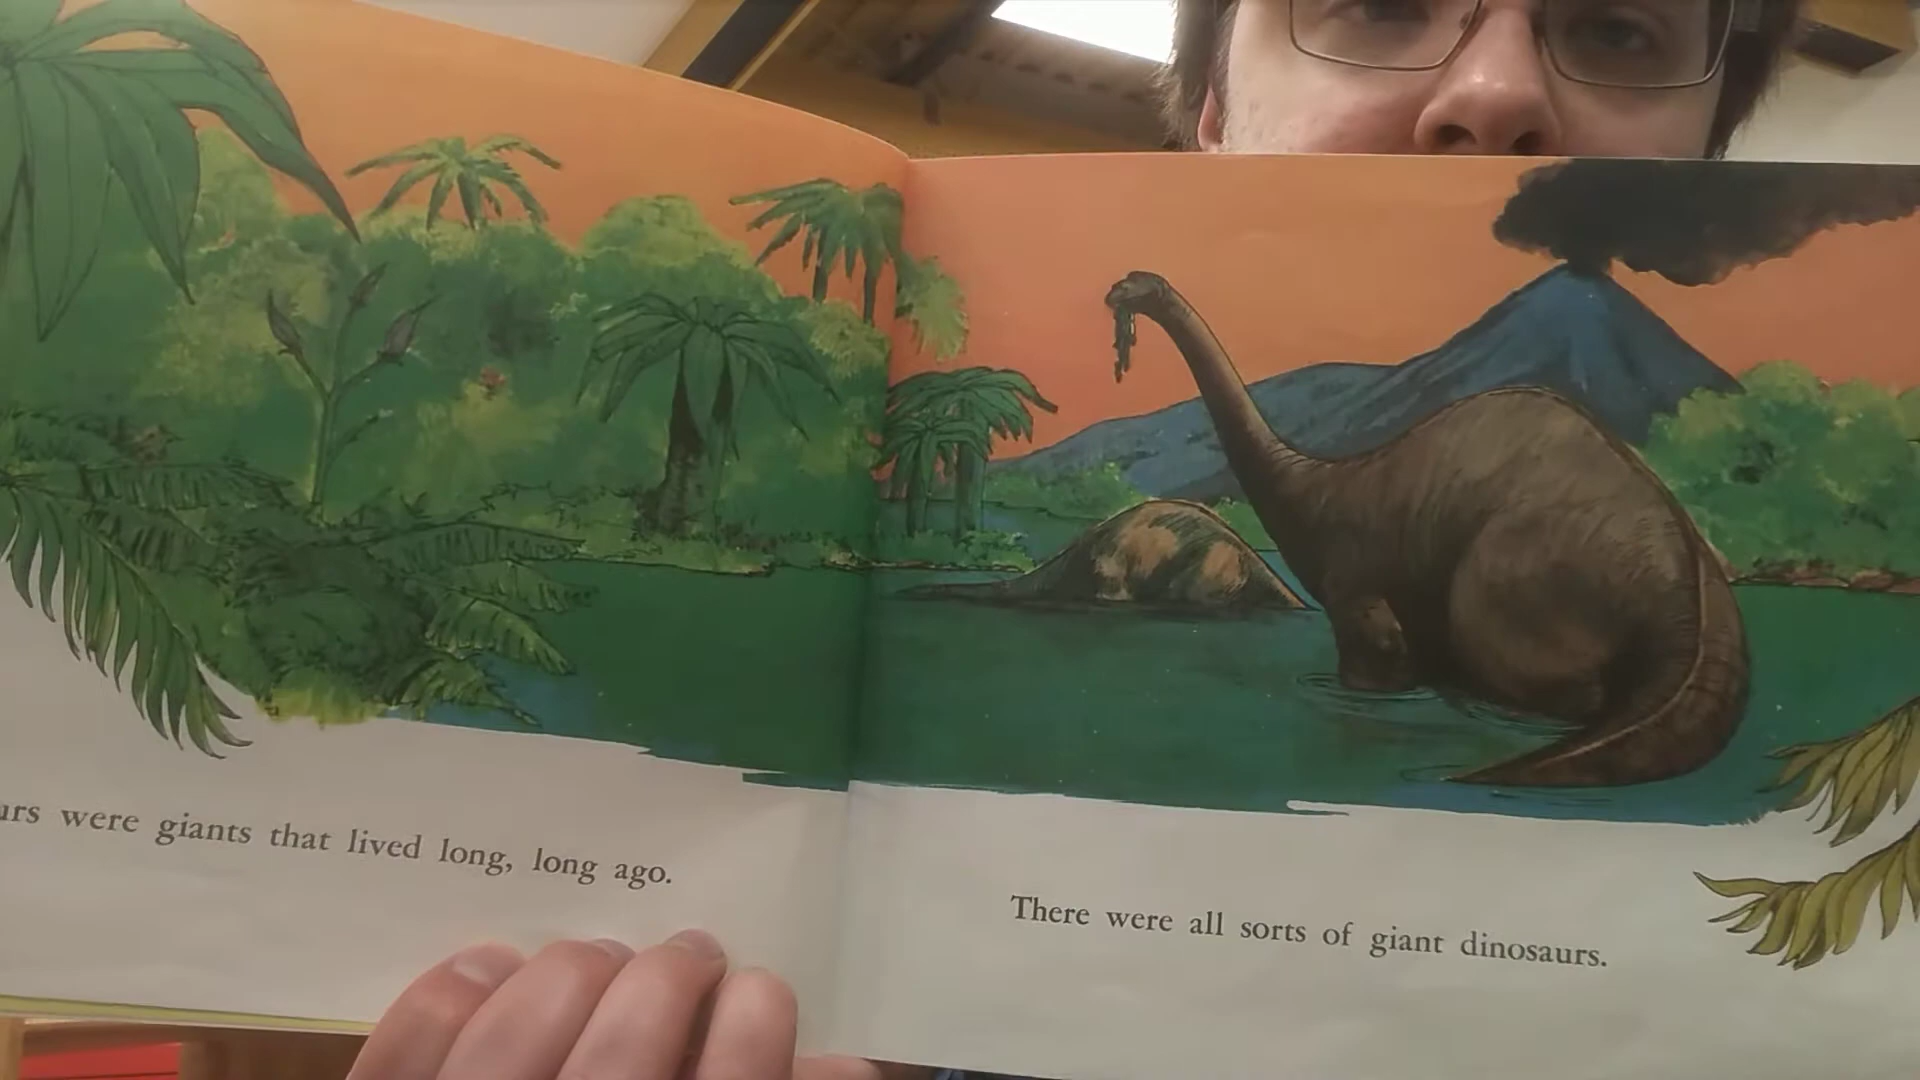 were giants that lived long, long ago.
There were all sorts of giant dinosaurs.